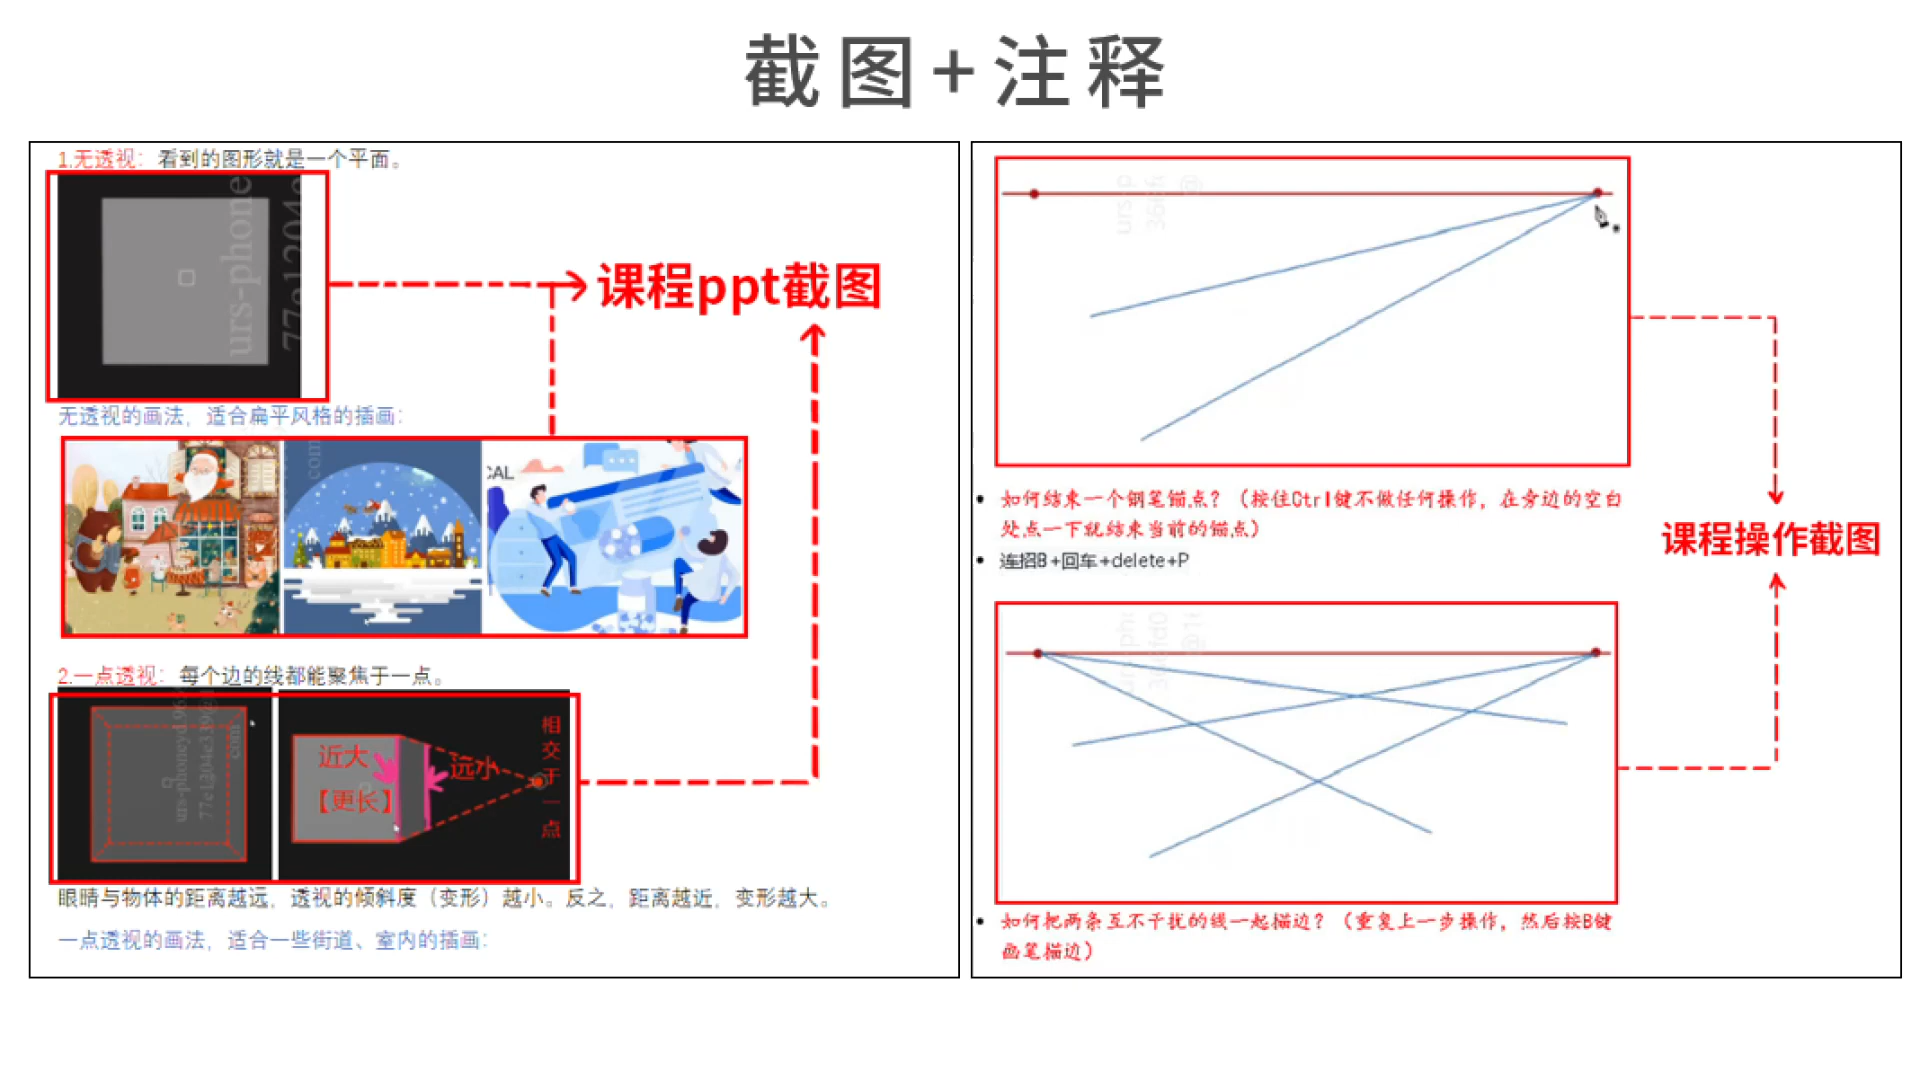 截图+注释
1.无透视：看到的图形就是一个平面。
urs-phone
课程ppt截图
无透视的画法，适合扁平风格的插画：
com
CAL
2.一点透视：每个边的线都能聚焦于一点。
近大
【更长】
远小
相交于一点
眼睛与物体的距离越远，透视的倾斜度（变形）越小。反之，距离越近，变形越大。
一点透视的画法，适合一些街道、室内的插画：
如何结束一个钢笔锚点？（按住Ctrl键不做任何操作，在旁边的空白
处点一下就结束当前的锚点）
连招B+回车+delete+P
课程操作截图
如何把两条互不干扰的线一起描边？（重复上一步操作，然后按B键
画笔描边）